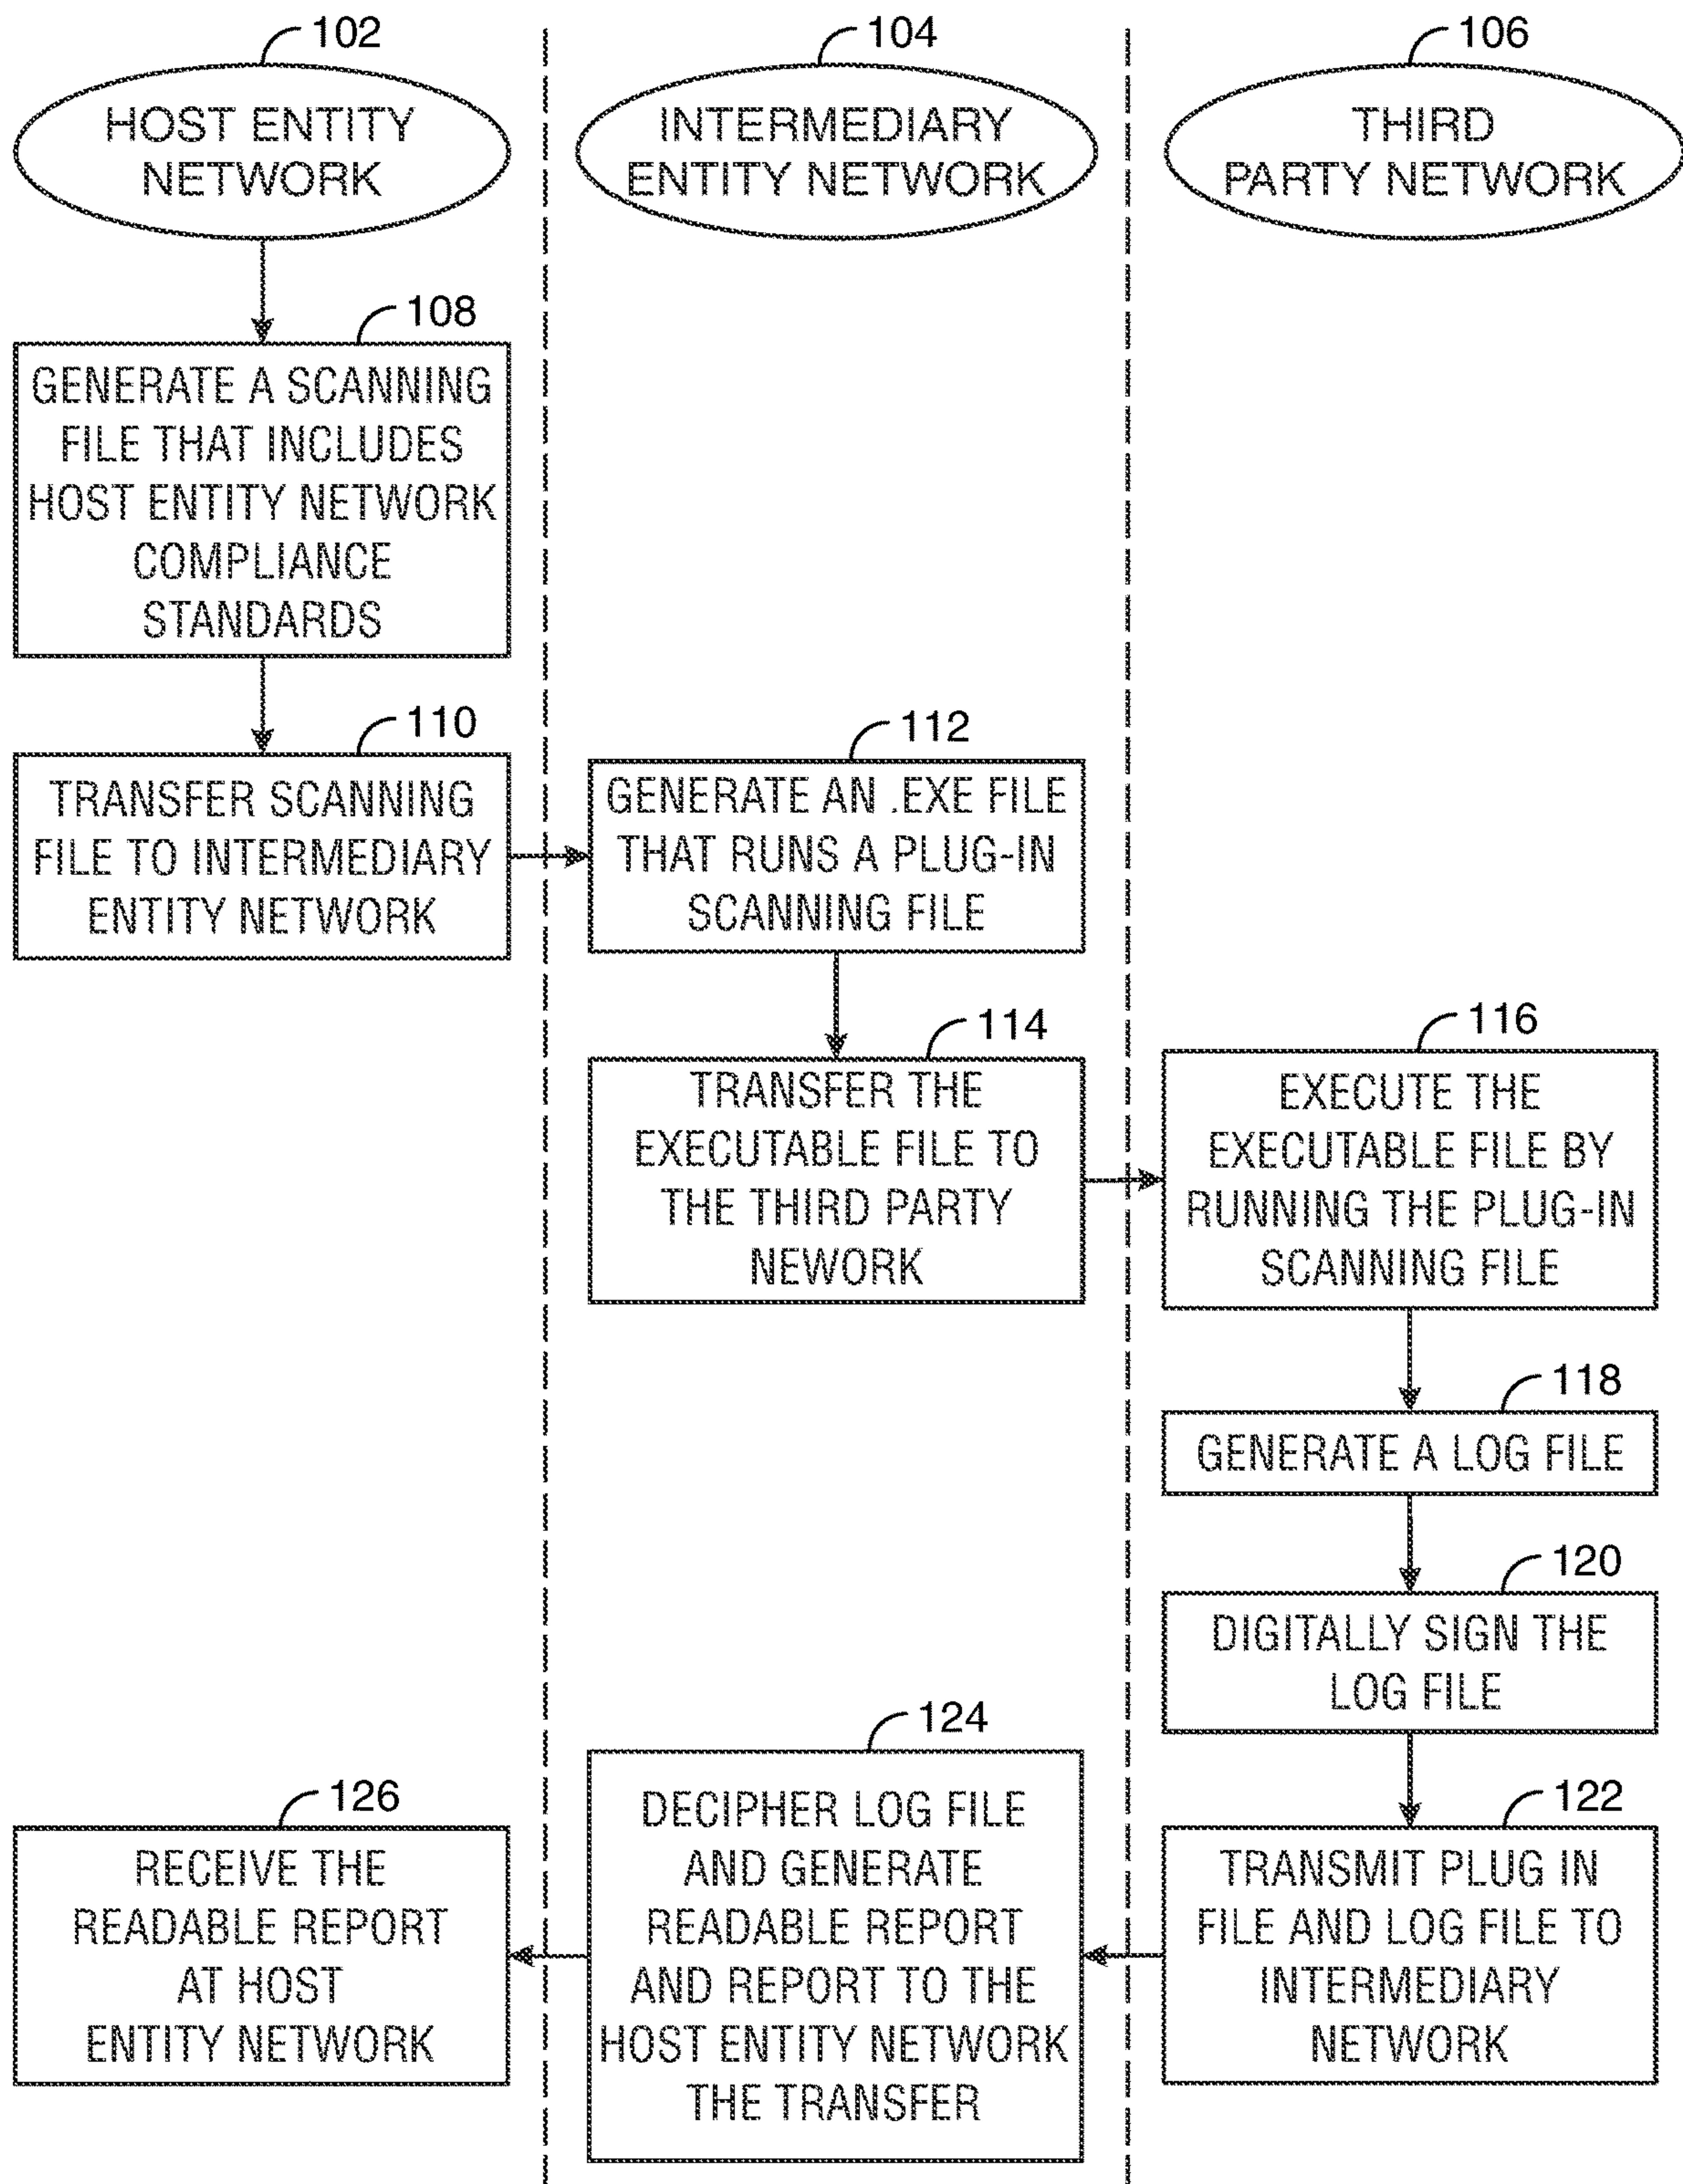 102
HOST ENTITY
NETWORK
104
INTERMEDIARY
ENTITY NETWORK
106
THIRD
PARTY NETWORK
108
GENERATE A SCANNING
FILE THAT INCLUDES
HOST ENTITY NETWORK
COMPLIANCE
STANDARDS
110
TRANSFER SCANNING
FILE TO INTERMEDIARY
ENTITY NETWORK
112
GENERATE AN .EXE FILE
THAT RUNS A PLUG-IN
SCANNING FILE
114
TRANSFER THE
EXECUTABLE FILE TO
THE THIRD PARTY
NEWORK
116
EXECUTE THE
EXECUTABLE FILE BY
RUNNING THE PLUG-IN
SCANNING FILE
118
GENERATE A LOG FILE
120
DIGITALLY SIGN THE
LOG FILE
122
TRANSMIT PLUG IN
FILE AND LOG FILE TO
INTERMEDIARY
NETWORK
124
DECIPHER LOG FILE
AND GENERATE
READABLE REPORT
AND REPORT TO THE
HOST ENTITY NETWORK
THE TRANSFER
126
RECEIVE THE
READABLE REPORT
AT HOST
ENTITY NETWORK